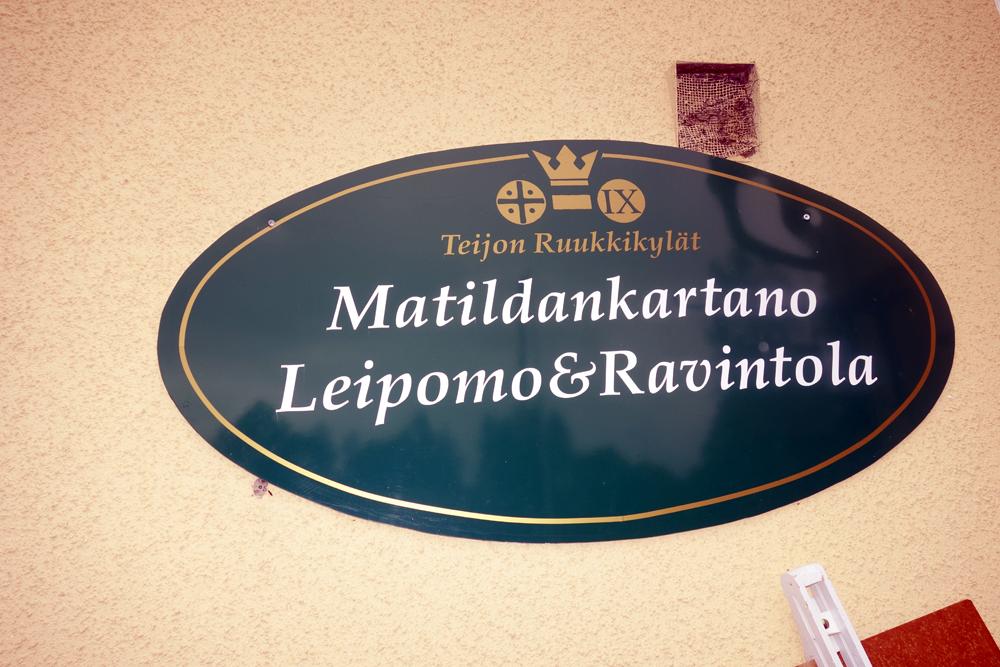 IX
Teijon Ruukkikylät
Matildankartano
Leipomo&Ravintola